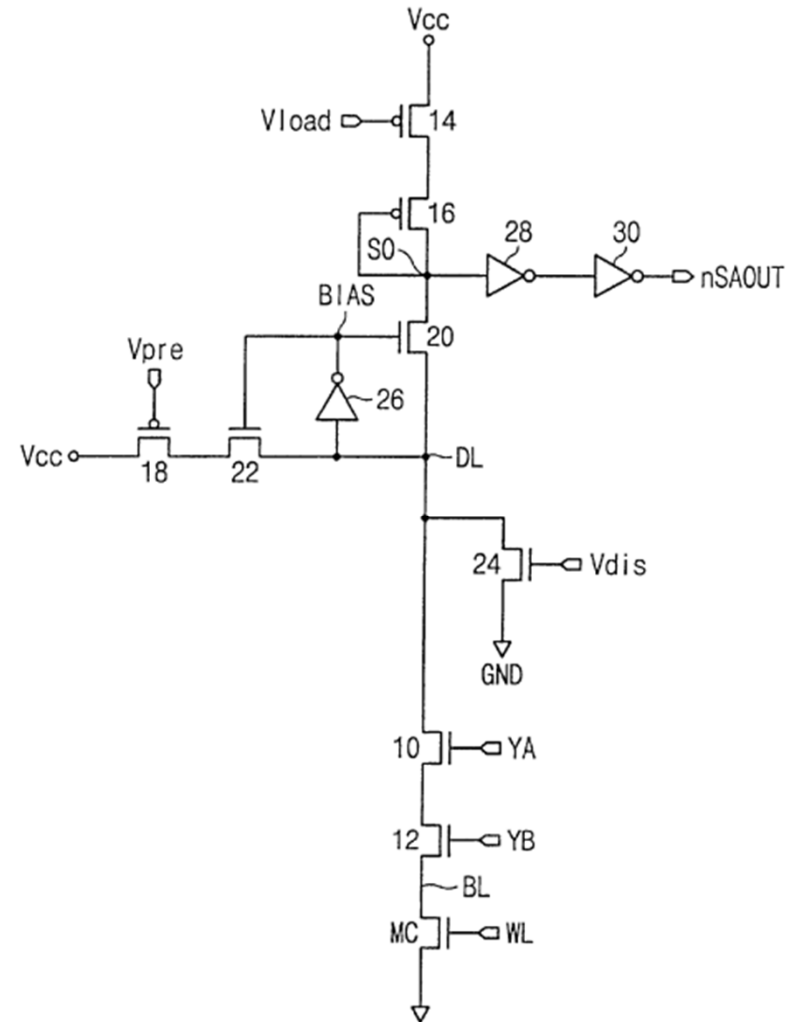 Vcc
Vload
14
16
SO
28
30
nSAOUT
BIAS
20
Vpre
26
Vcc
18
22
DL
24
Vdis
GND
10
YA
12
YB
BL
MC
WL